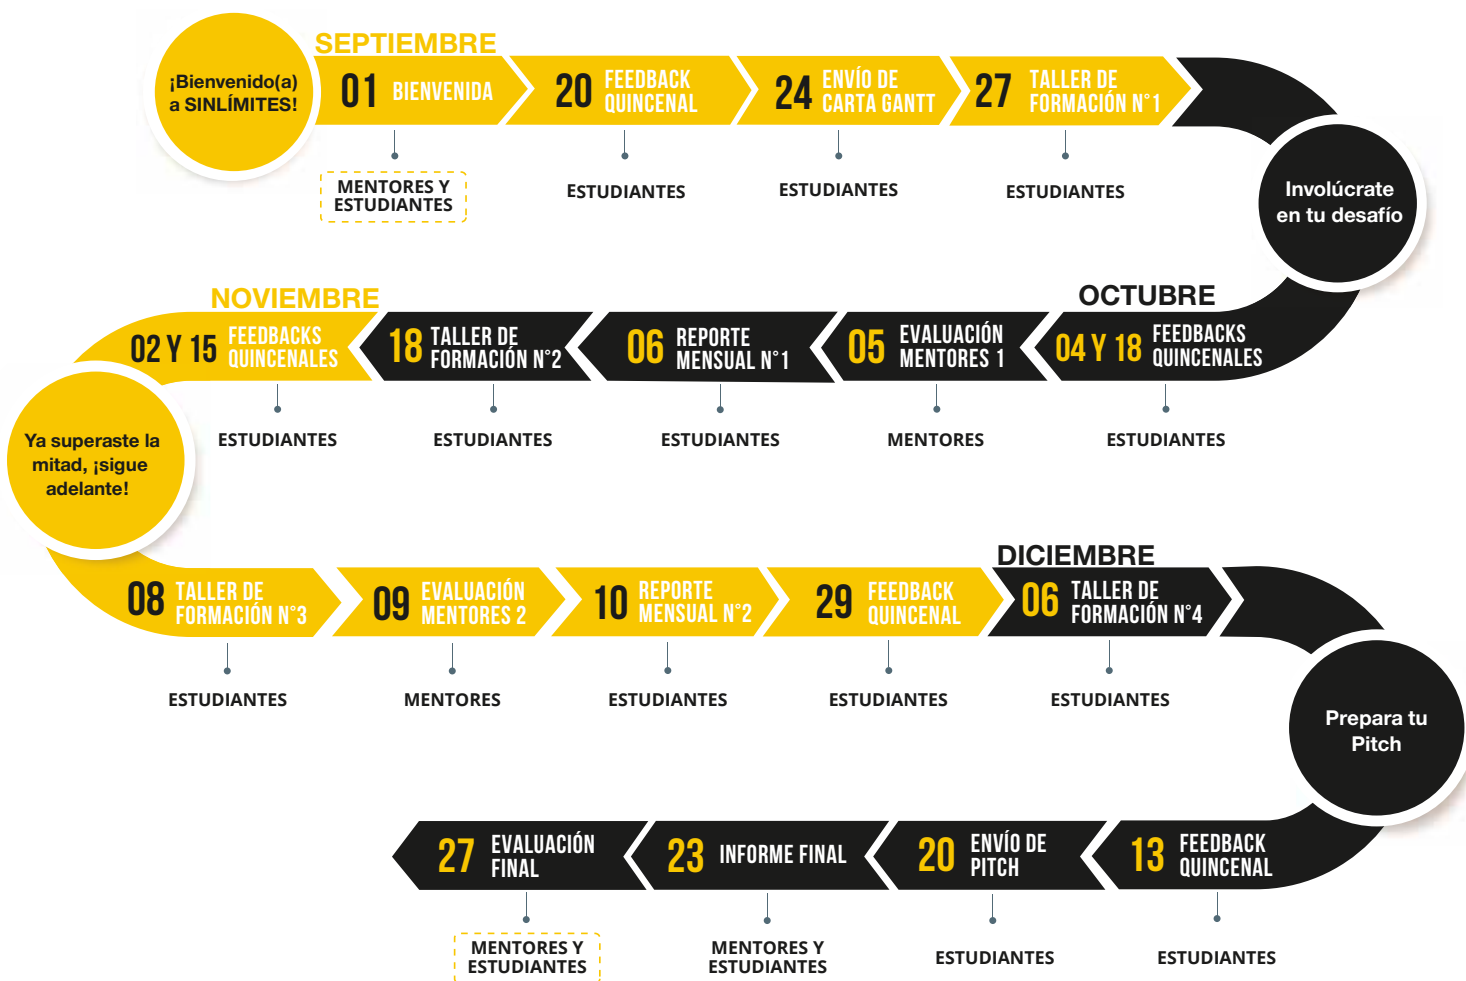 ¡Bienvenido(a)
a SINLÍMITES!
SEPTIEMBRE
01 BIENVENIDA
MENTORES Y
ESTUDIANTES
20 FEEDBACK
QUINCENAL
ESTUDIANTES
24 ENVÍO DE
CARTA GANTT
ESTUDIANTES
27 TALLER DE
FORMACIÓN N°1
ESTUDIANTES
Involúcrate
en tu desafío
OCTUBRE
04 Y 18 FEEDBACKS
QUINCENALES
ESTUDIANTES
05 EVALUACIÓN
MENTORES 1
MENTORES
06 REPORTE
MENSUAL N°1
ESTUDIANTES
18 TALLER DE
FORMACIÓN N°2
ESTUDIANTES
NOVIEMBRE
02 Y 15 FEEDBACKS
QUINCENALES
ESTUDIANTES
Ya superaste la
mitad, ¡sigue
adelante!
08 TALLER DE
FORMACIÓN N°3
ESTUDIANTES
09 EVALUACIÓN
MENTORES 2
MENTORES
10 REPORTE
MENSUAL N°2
ESTUDIANTES
29 FEEDBACK
QUINCENAL
ESTUDIANTES
DICIEMBRE
06 TALLER DE
FORMACIÓN N°4
ESTUDIANTES
Prepara tu
Pitch
13 FEEDBACK
QUINCENAL
ESTUDIANTES
20 ENVÍO DE
PITCH
ESTUDIANTES
23 INFORME FINAL
MENTORES Y
ESTUDIANTES
27 EVALUACIÓN
FINAL
MENTORES Y
ESTUDIANTES